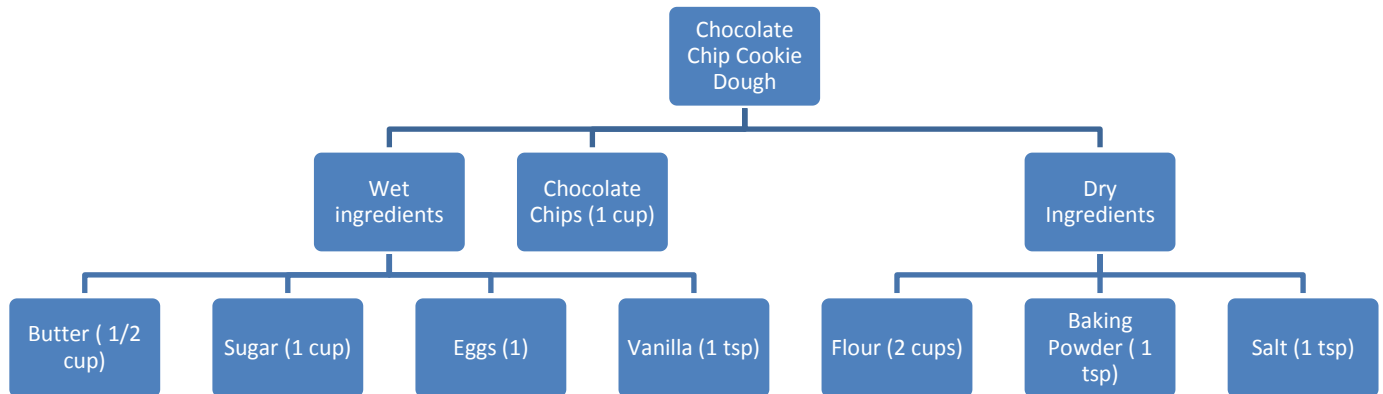 Chocolate
Chip Cookie
Dough
Wet
ingredients
Chocolate
Chips (1 cup)
Dry
Ingredients
Butter ( 1/2
cup)
Sugar (1 cup)
Eggs (1)
Vanilla (1 tsp)
Flour (2 cups)
Baking
Powder ( 1
tsp)
Salt (1 tsp)